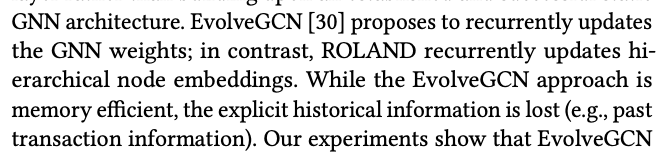 GNN architecture. EvolveGCN [30] proposes to recurrently updates
the GNN weights; in contrast, ROLAND recurrently updates hi-
erarchical node embeddings. While the EvolveGCN approach is
memory efficient, the explicit historical information is lost (e.g., past
transaction information). Our experiments show that EvolveGCN